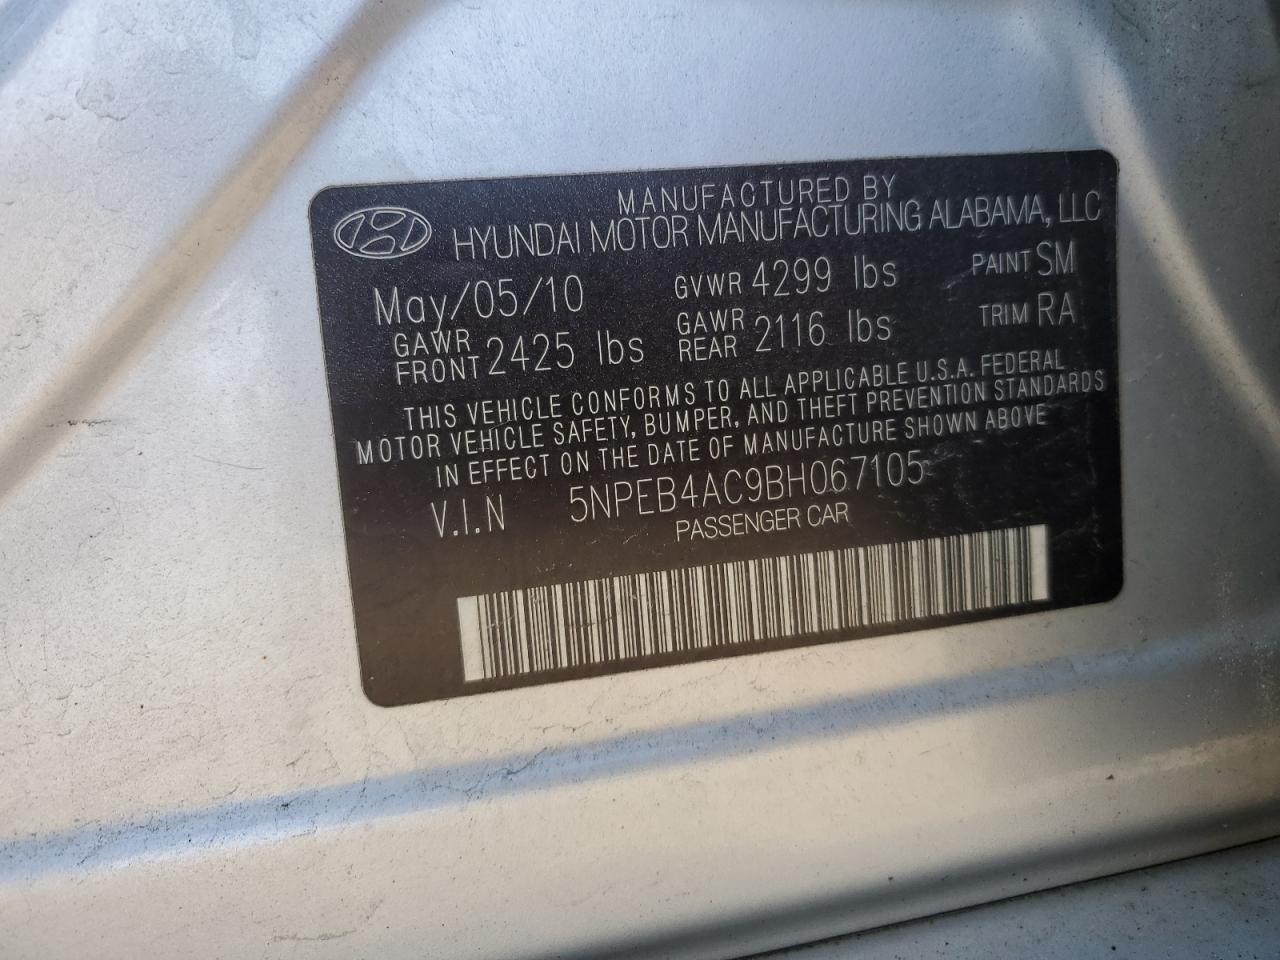 MANUFACTURED BY
HYUNDAI MOTOR MANUFACTURING ALABAMA, LLC
May/05/10 GVWR 4299 lbs PAINT SM
GAWR FRONT 2425 lbs GAWR REAR 2116 lbs TRIM RA
THIS VEHICLE CONFORMS TO ALL APPLICABLE U.S.A. FEDERAL
MOTOR VEHICLE SAFETY, BUMPER, AND THEFT PREVENTION STANDARDS
IN EFFECT ON THE DATE OF MANUFACTURE SHOWN ABOVE
V.I.N 5NPEB4AC9BH067105
PASSENGER CAR